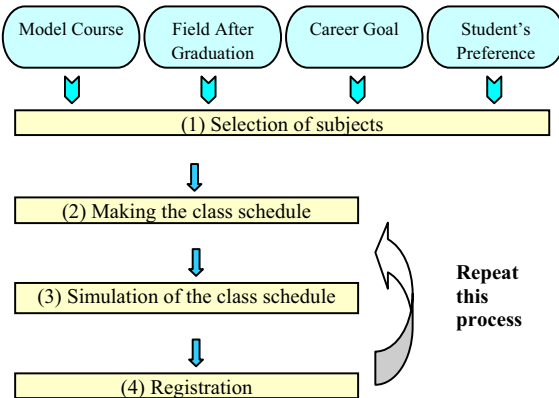 Model Course
Field After
Graduation
Career Goal
Student's
Preference
(1) Selection of subjects
(2) Making the class schedule
(3) Simulation of the class schedule
(4) Registration
Repeat
this
process